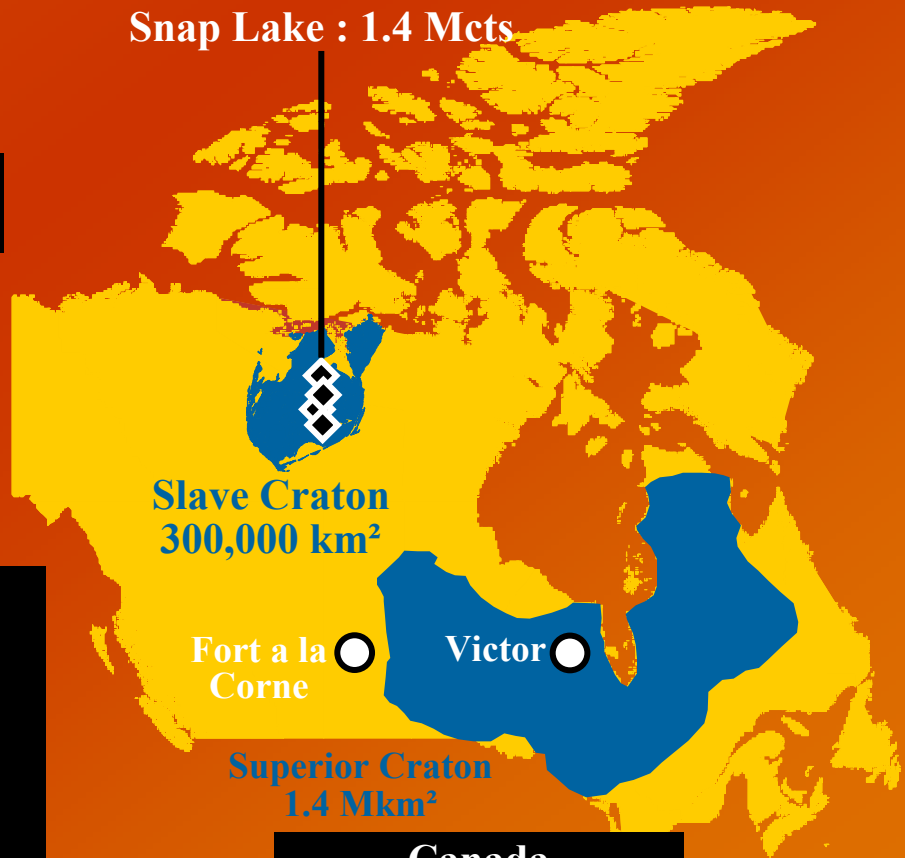 Snap Lake : 1.4 Mcts
Slave Craton
300,000 km²
Fort a la
Corne
Victor
Superior Craton
1.4 Mkm²
Canada